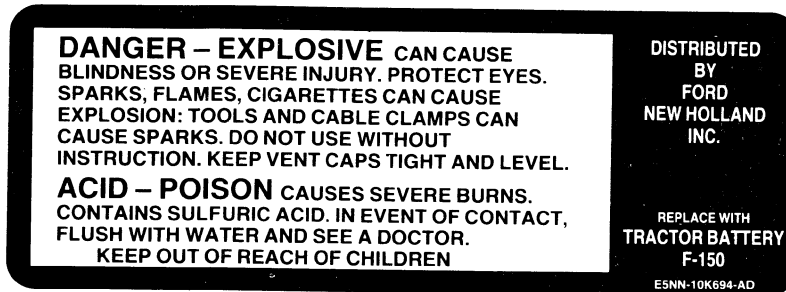 DANGER – EXPLOSIVE CAN CAUSE
BLINDNESS OR SEVERE INJURY. PROTECT EYES.
SPARKS, FLAMES, CIGARETTES CAN CAUSE
EXPLOSION: TOOLS AND CABLE CLAMPS CAN
CAUSE SPARKS. DO NOT USE WITHOUT
INSTRUCTION. KEEP VENT CAPS TIGHT AND LEVEL.
ACID – POISON CAUSES SEVERE BURNS.
CONTAINS SULFURIC ACID. IN EVENT OF CONTACT,
FLUSH WITH WATER AND SEE A DOCTOR.
KEEP OUT OF REACH OF CHILDREN
DISTRIBUTED
BY
FORD
NEW HOLLAND
INC.
REPLACE WITH
TRACTOR BATTERY
F-150
E5NN-10K694-AD